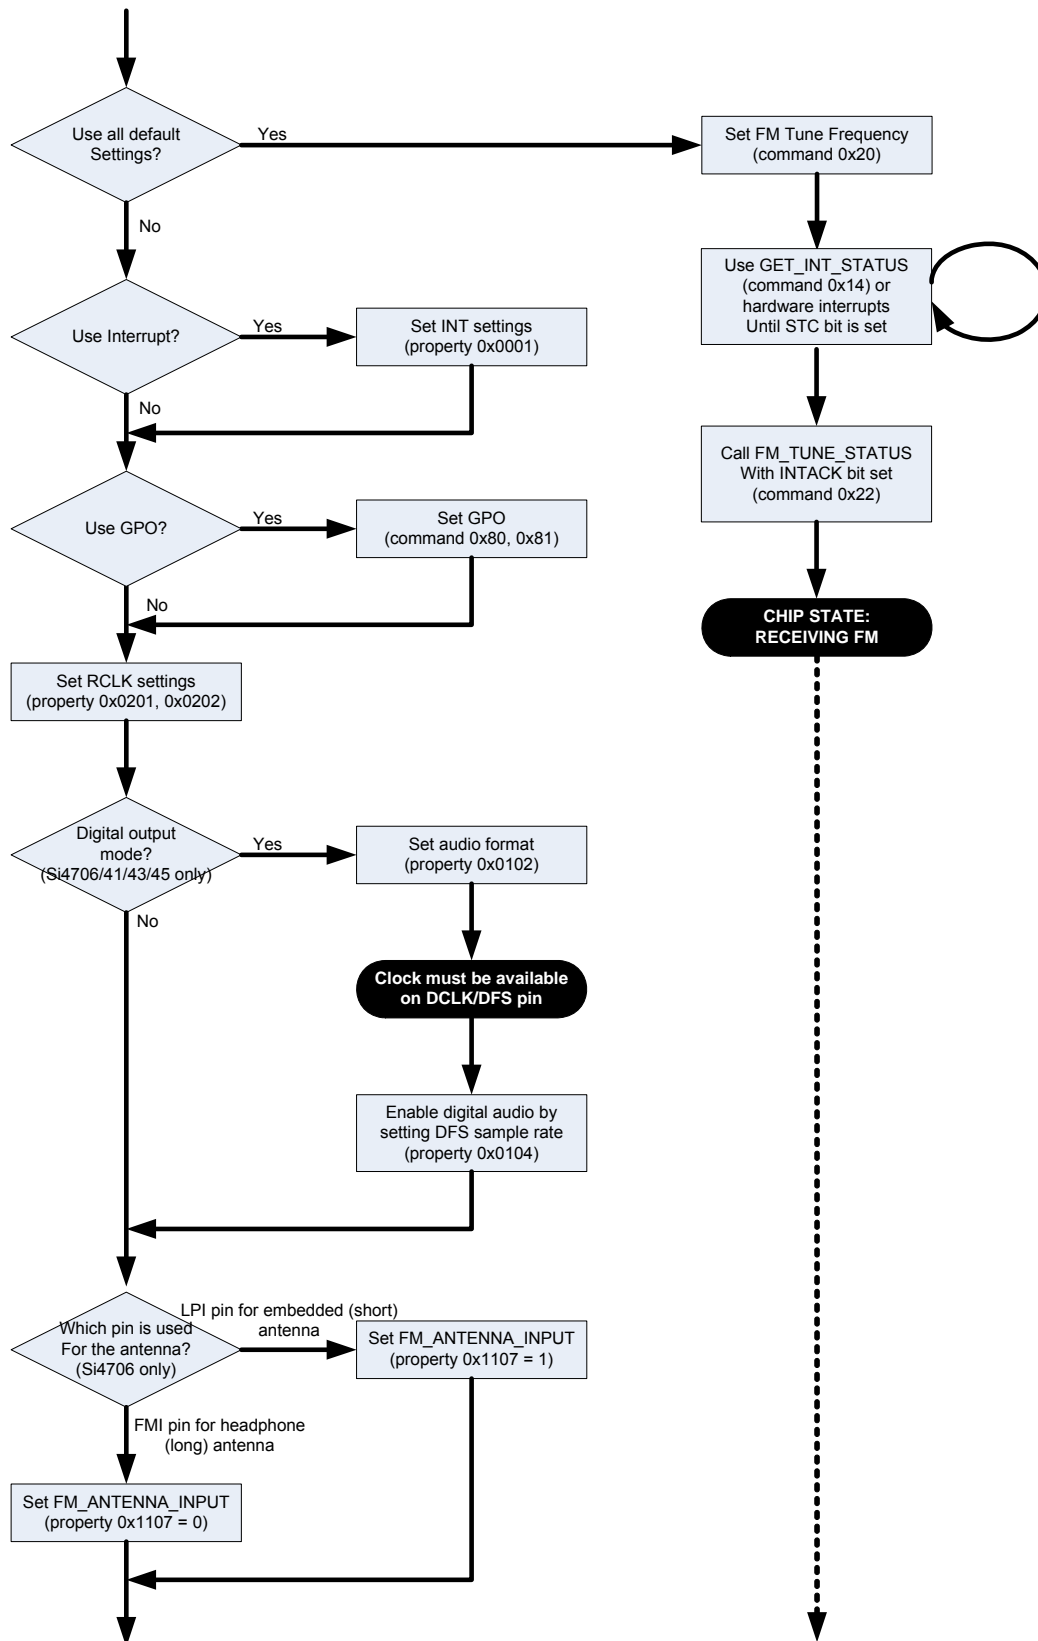 Use all default
Settings?
Yes
No
Set FM Tune Frequency
(command 0x20)
Use GET_INT_STATUS
(command 0x14) or
hardware interrupts
Until STC bit is set
Call FM_TUNE_STATUS
With INTACK bit set
(command 0x22)
CHIP STATE:
RECEIVING FM
Use Interrupt?
Yes
No
Set INT settings
(property 0x0001)
Use GPO?
Yes
No
Set GPO
(command 0x80, 0x81)
Set RCLK settings
(property 0x0201, 0x0202)
Digital output
mode?
(Si4706/41/43/45 only)
Yes
No
Set audio format
(property 0x0102)
Clock must be available
on DCLK/DFS pin
Enable digital audio by
setting DFS sample rate
(property 0x0104)
Which pin is used
For the antenna?
(Si4706 only)
LPI pin for embedded (short)
antenna
Set FM_ANTENNA_INPUT
(property 0x1107 = 1)
FMI pin for headphone
(long) antenna
Set FM_ANTENNA_INPUT
(property 0x1107 = 0)